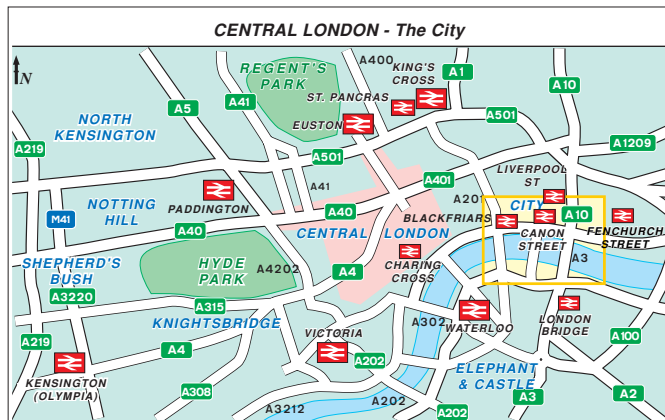 CENTRAL LONDON - The City
N
REGENT'S
PARK
A400
KING'S
CROSS
A1
A10
A5
A41
ST. PANCRAS
EUSTON
A501
NORTH
KENSINGTON
A219
A501
A1209
A41
A401
LIVERPOOL
ST
M41
NOTTING
HILL
PADDINGTON
A40
A40
CENTRAL LONDON
A201
BLACKFRIARS
CITY
A10
CANON
STREET
FENCHURCH
STREET
SHEPHERD'S
BUSH
HYDE
PARK
A4202
A4
CHARING
CROSS
A3
A3220
A315
KNIGHTSBRIDGE
VICTORIA
A302
WATERLOO
LONDON
BRIDGE
A219
A4
A202
A100
KENSINGTON
(OLYMPIA)
A308
ELEPHANT
& CASTLE
A3212
A202
A202
A3
A2